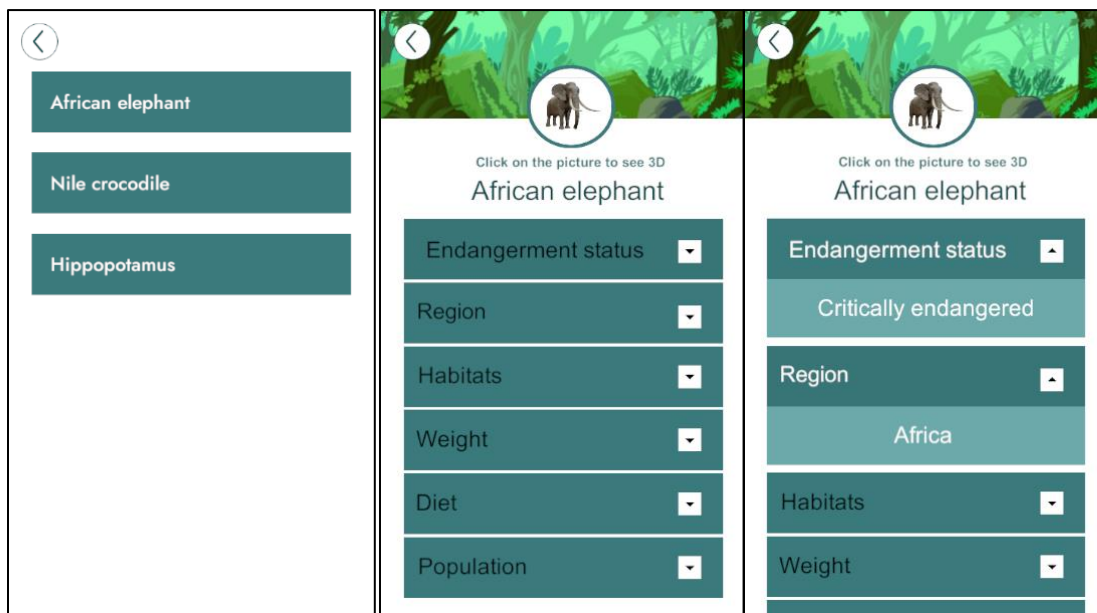 African elephant
Nile crocodile
Hippopotamus
Click on the picture to see 3D
African elephant
Endangerment status
Region
Habitats
Weight
Diet
Population
Click on the picture to see 3D
African elephant
Endangerment status
Critically endangered
Region
Africa
Habitats
Weight